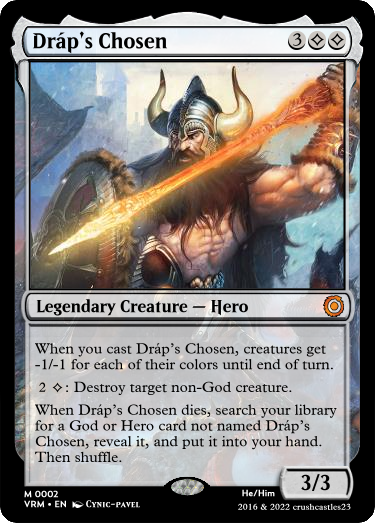 Dráp's Chosen 3
Legendary Creature — Hero
When you cast Dráp's Chosen, creatures get
-1/-1 for each of their colors until end of turn.
2 : Destroy target non-God creature.
When Dráp's Chosen dies, search your library
for a God or Hero card not named Dráp's
Chosen, reveal it, and put it into your hand.
Then shuffle.
3/3
M 0002
He/Him
VRM • EN Cynic-pavel
2016 & 2022 crushcastles23